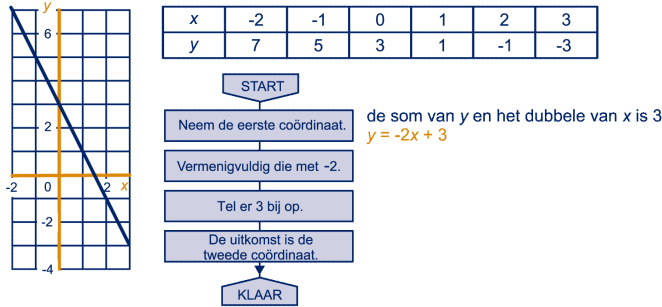 y
6
2
-2
0
2
x
-2
-4
x -2 -1 0 1 2 3
y 7 5 3 1 -1 -3
START
Neem de eerste coördinaat.
Vermenigvuldig die met -2.
Tel er 3 bij op.
De uitkomst is de
tweede coördinaat.
KLAAR
de som van y en het dubbele van x is 3
y = -2x + 3